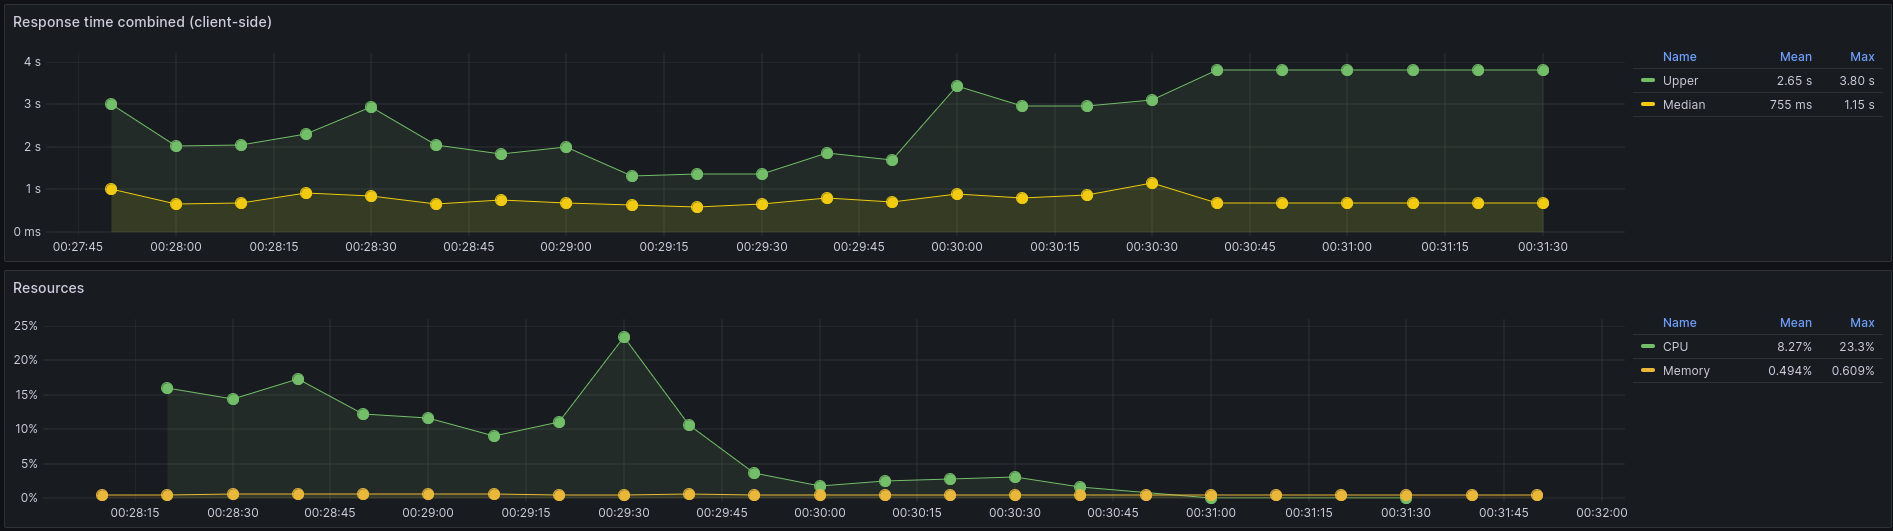 Response time combined (client-side)
4 s
3 s
2 s
1 s
0 ms
00:27:45 00:28:00 00:28:15 00:28:30 00:28:45 00:29:00 00:29:15 00:29:30 00:29:45 00:30:00 00:30:15 00:30:30 00:30:45 00:31:00 00:31:15 00:31:30
Name Mean Max
Upper 2.65 s 3.80 s
Median 755 ms 1.15 s
Resources
25%
20%
15%
10%
5%
0%
00:28:15 00:28:30 00:28:45 00:29:00 00:29:15 00:29:30 00:29:45 00:30:00 00:30:15 00:30:30 00:30:45 00:31:00 00:31:15 00:31:30 00:31:45 00:32:00
Name Mean Max
CPU 8.27% 23.3%
Memory 0.494% 0.609%